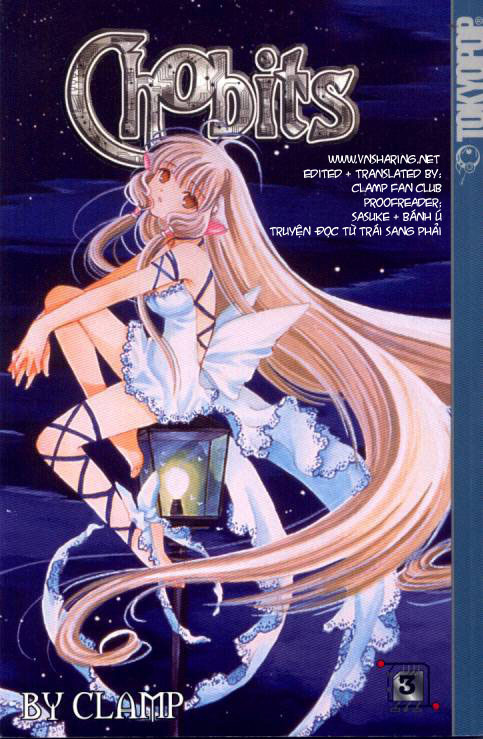 Chobits
TOKYOPOP
WWW.VNSHARING.NET
EDITED + TRANSLATED BY:
CLAMP FAN CLUB
PROOFREADER:
SASUKE + BÁNH Ú
TRUYỆN ĐỌC TỪ TRÁI SANG PHẢI
3
BY CLAMP